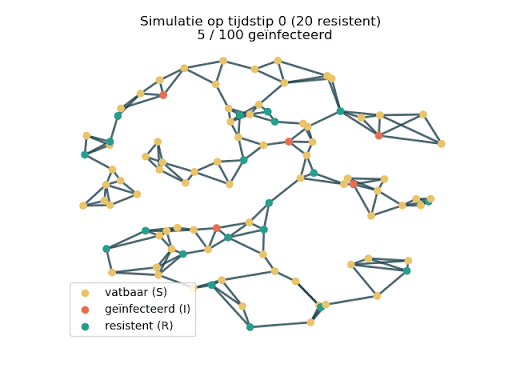 Simulatie op tijdstip 0 (20 resistent)
5 / 100 geïnfecteerd
vatbaar (S)
geïnfecteerd (I)
resistent (R)